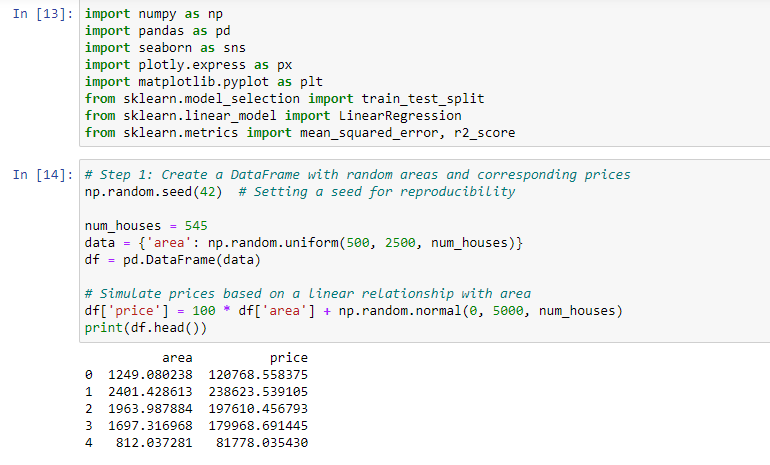 In [13]: import numpy as np
import pandas as pd
import seaborn as sns
import plotly.express as px
import matplotlib.pyplot as plt
from sklearn.model_selection import train_test_split
from sklearn.linear_model import LinearRegression
from sklearn.metrics import mean_squared_error, r2_score
In [14]: # Step 1: Create a DataFrame with random areas and corresponding prices
np.random.seed(42)  # Setting a seed for reproducibility
num_houses = 545
data = {'area': np.random.uniform(500, 2500, num_houses)}
df = pd.DataFrame(data)
# Simulate prices based on a linear relationship with area
df['price'] = 100 * df['area'] + np.random.normal(0, 5000, num_houses)
print(df.head())
area          price
0  1249.080238  120768.558375
1  2401.428613  238623.539105
2  1963.987884  197610.456793
3  1697.316968  179968.691445
4   812.037281   81778.035430